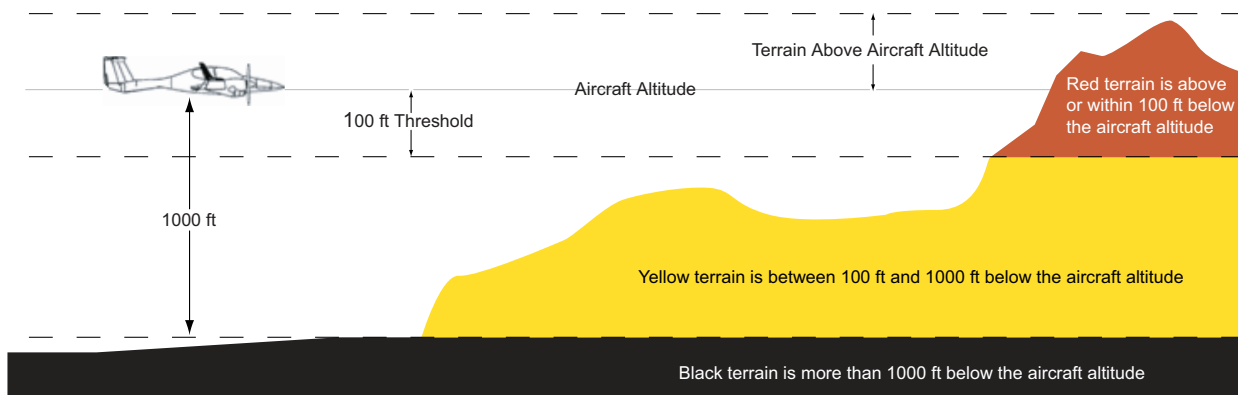 Terrain Above Aircraft Altitude
Aircraft Altitude
Red terrain is above
or within 100 ft below
the aircraft altitude
100 ft Threshold
1000 ft
Yellow terrain is between 100 ft and 1000 ft below the aircraft altitude
Black terrain is more than 1000 ft below the aircraft altitude